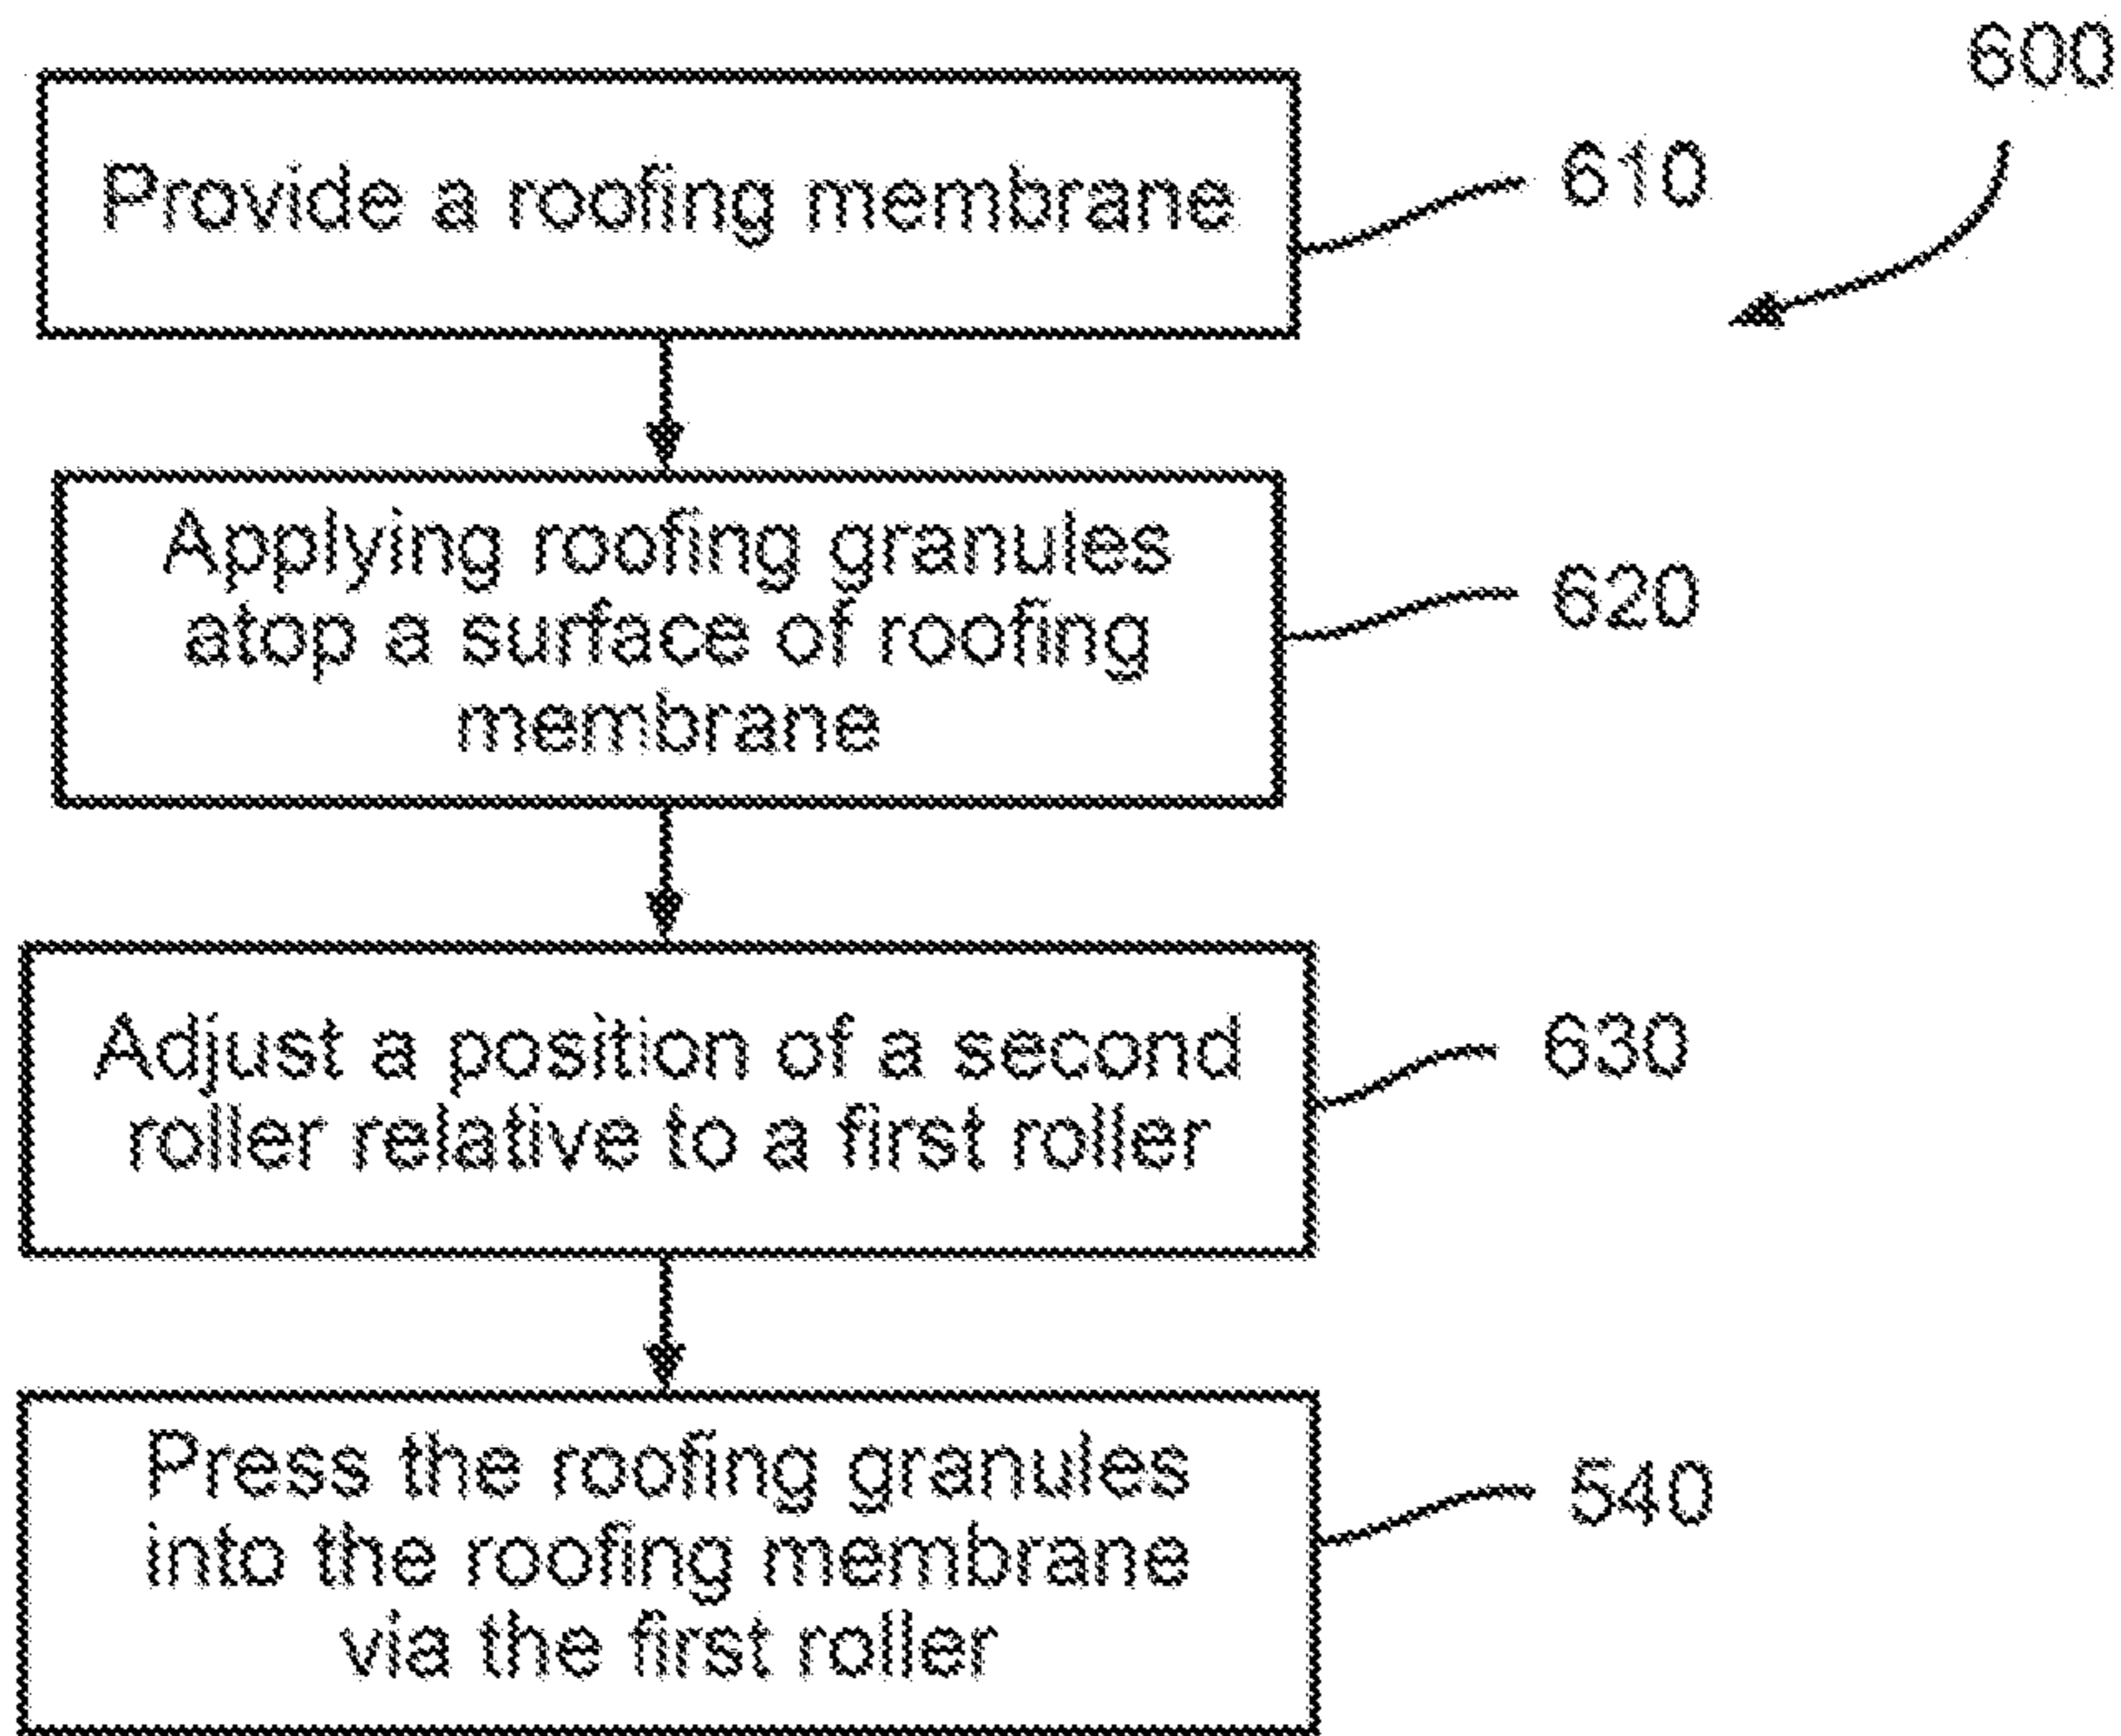 600
Provide a roofing membrane
610
Applying roofing granules
atop a surface of roofing
membrane
620
Adjust a position of a second
roller relative to a first roller
630
Press the roofing granules
into the roofing membrane
via the first roller
540